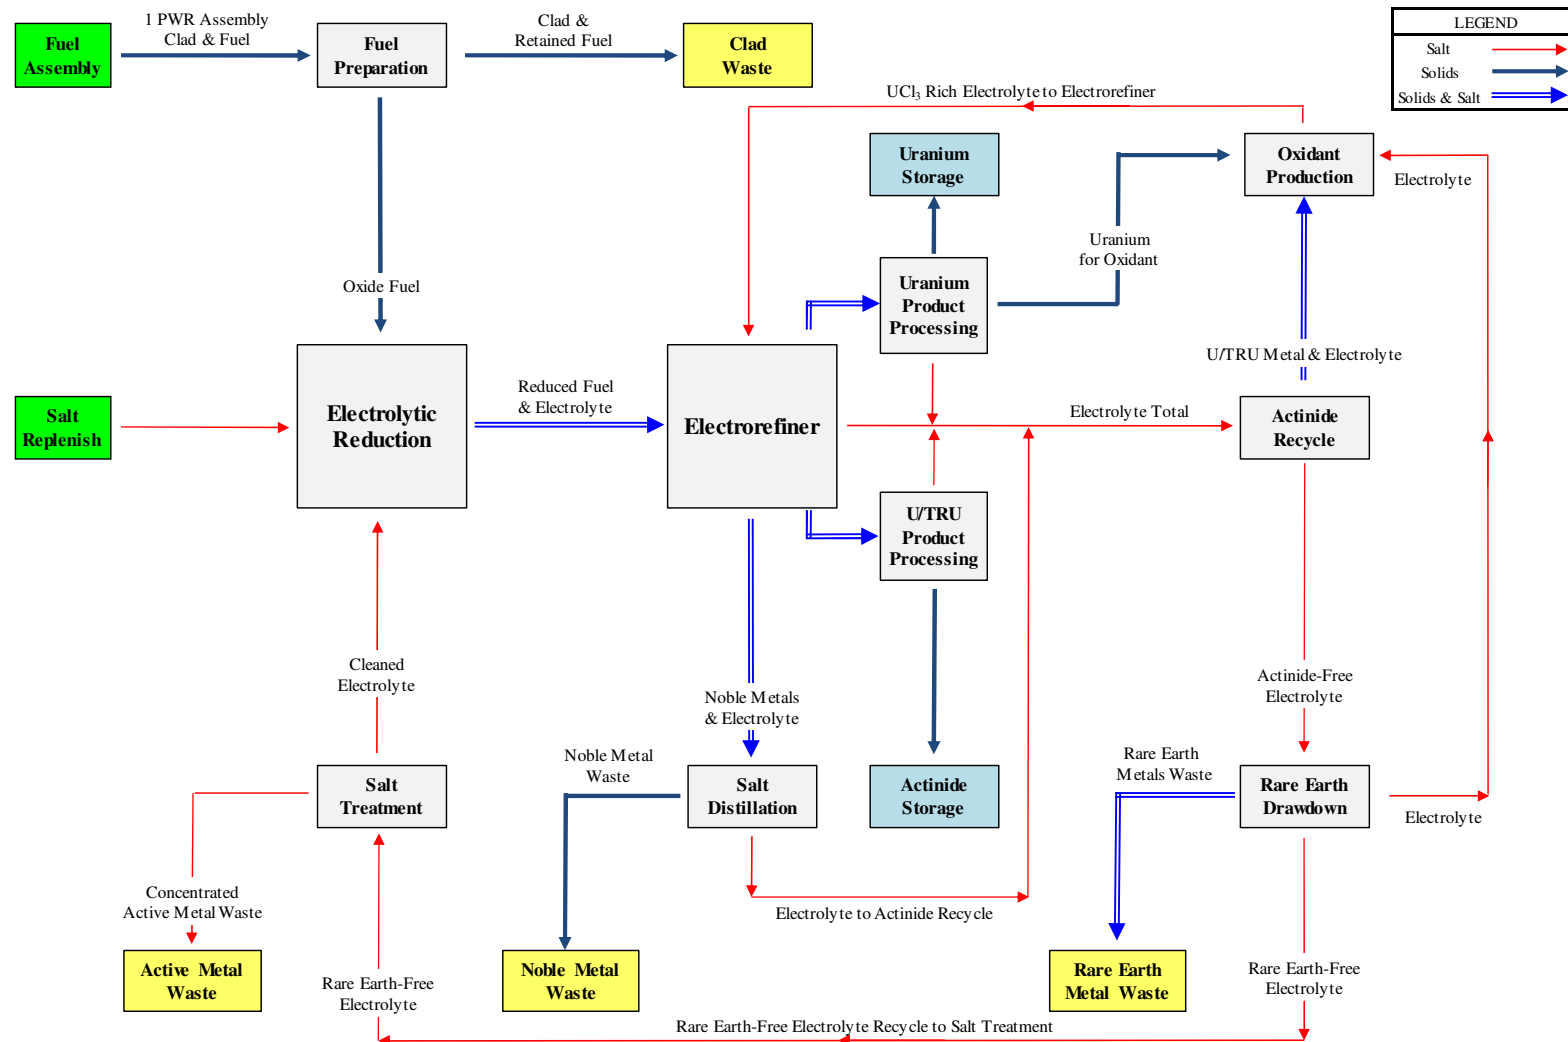 1 PWR Assembly
Clad & Fuel
Clad &
Retained Fuel
LEGEND
Salt
Solids
Solids & Salt
Fuel
Assembly
Fuel
Preparation
Clad
Waste
UCl₃ Rich Electrolyte to Electrorefiner
Uranium
Storage
Oxidant
Production
Electrolyte
Uranium
for Oxidant
Oxide Fuel
Uranium
Product
Processing
U/TRU Metal & Electrolyte
Salt
Replenish
Electrolytic
Reduction
Reduced Fuel
& Electrolyte
Electrorefiner
Electrolyte Total
Actinide
Recycle
U/TRU
Product
Processing
Cleaned
Electrolyte
Noble Metals
& Electrolyte
Actinide-Free
Electrolyte
Noble Metal
Waste
Rare Earth
Metals Waste
Salt
Treatment
Salt
Distillation
Actinide
Storage
Rare Earth
Drawdown
Electrolyte
Concentrated
Active Metal Waste
Electrolyte to Actinide Recycle
Active Metal
Waste
Rare Earth-Free
Electrolyte
Noble Metal
Waste
Rare Earth
Metal Waste
Rare Earth-Free
Electrolyte
Rare Earth-Free Electrolyte Recycle to Salt Treatment